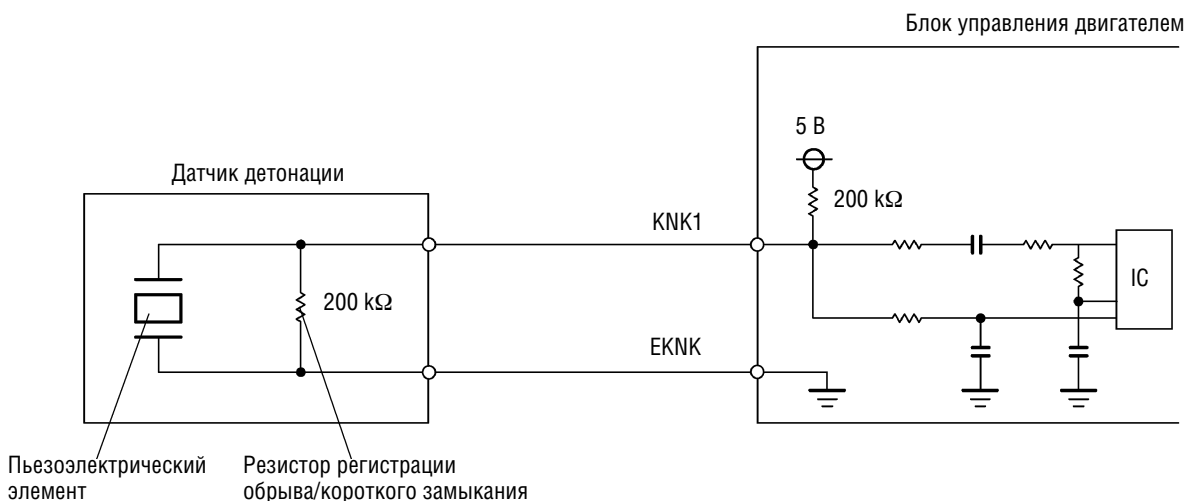 Блок управления двигателем
5 В
Датчик детонации
200 kΩ
KNK1
IC
200 kΩ
EKNK
Пьезоэлектрический
элемент
Резистор регистрации
обрыва/короткого замыкания